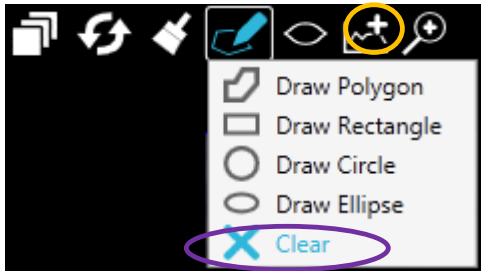 Draw Polygon
Draw Rectangle
Draw Circle
Draw Ellipse
Clear